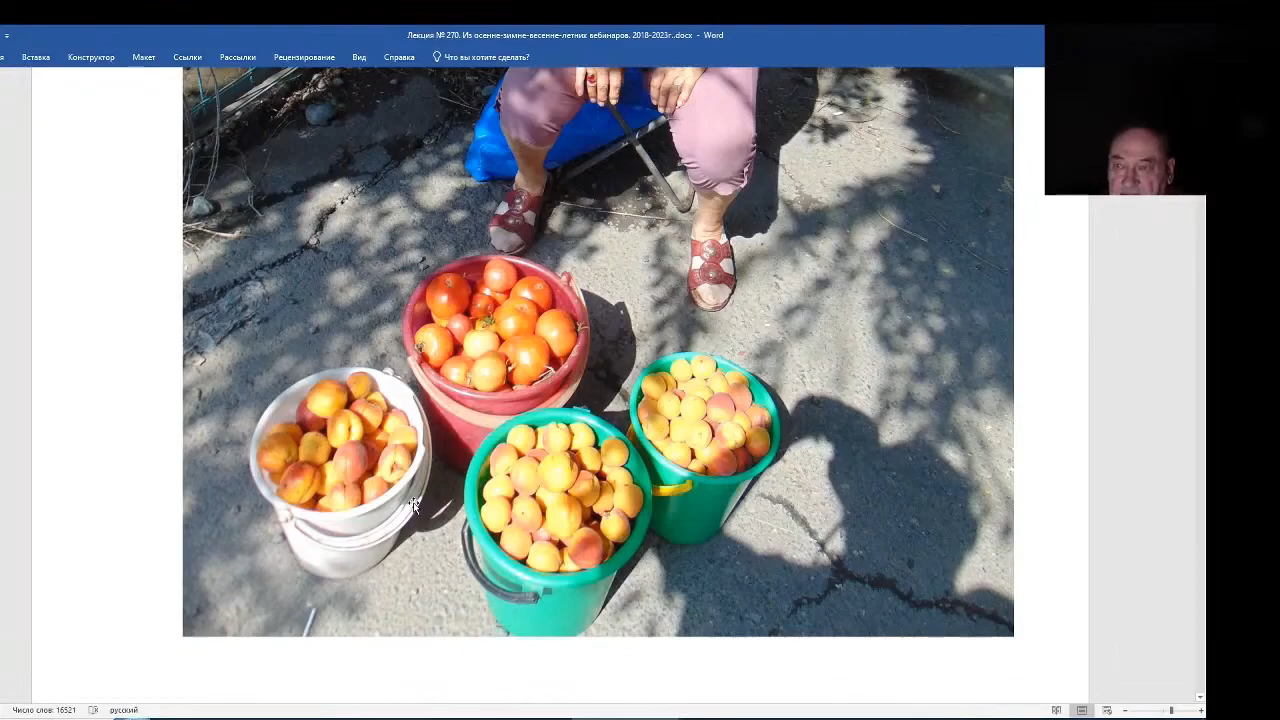 Лекция № 270. Из осенне-зимне-весенне-летних вебинаров. 2018-2023г..docx - Word
я Вставка Конструктор Макет Ссылки Рассылки Рецензирование Вид Справка Что вы хотите сделать?
Число слов: 16521 русский